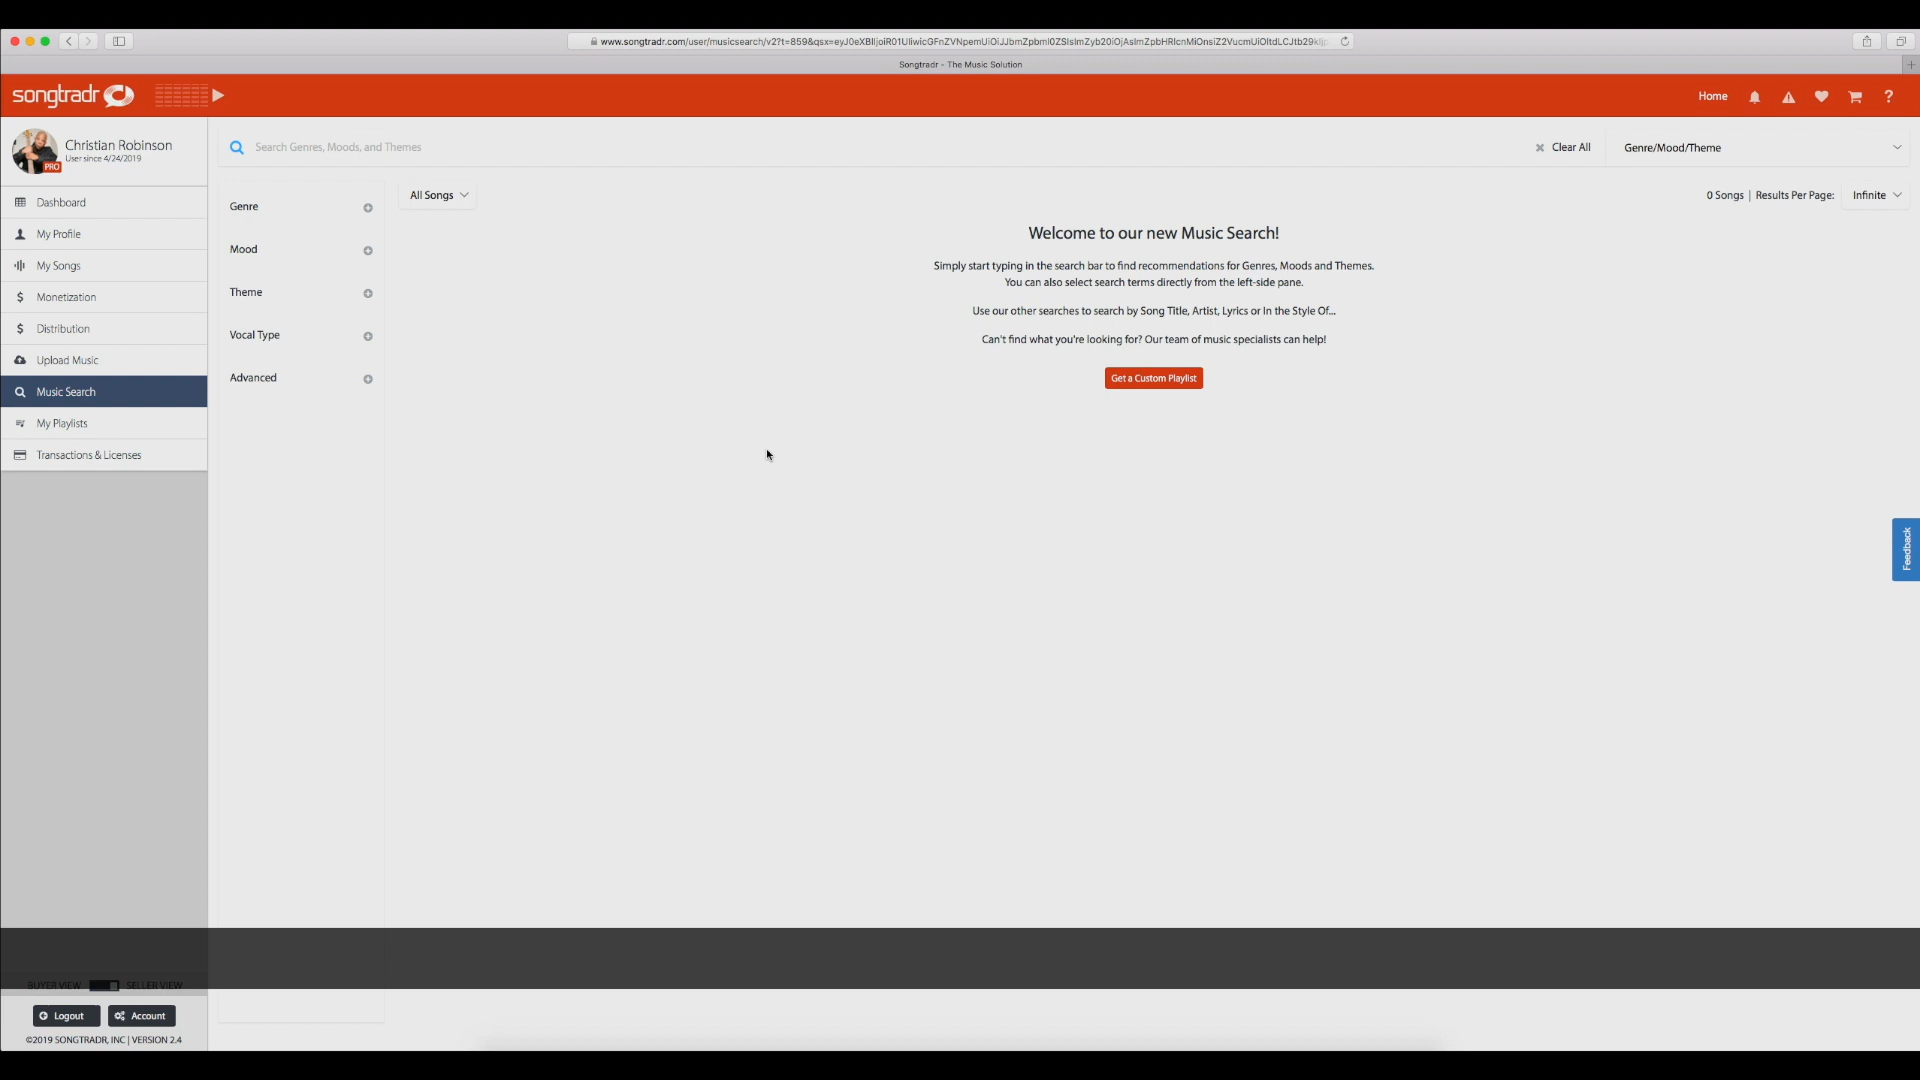 www.songtradr.com/user/musicsearch/v2?t=859&qsx=
Songtradr - The Music Solution
songtradr
Home
?
Christian Robinson
User since 4/24/2019
PRO
Search Genres, Moods, and Themes
Clear All
Genre/Mood/Theme
Dashboard
My Profile
My Songs
Monetization
Distribution
Upload Music
Music Search
My Playlists
Transactions & Licenses
Genre
Mood
Theme
Vocal Type
Advanced
All Songs
0 Songs | Results Per Page: Infinite
Welcome to our new Music Search!
Simply start typing in the search bar to find recommendations for Genres, Moods and Themes.
You can also select search terms directly from the left-side pane.
Use our other searches to search by Song Title, Artist, Lyrics or In the Style Of...
Can't find what you're looking for? Our team of music specialists can help!
Get a Custom Playlist
Feedback
BUYER VIEW SELLER VIEW
Logout
Account
©2019 SONGTRADR, INC | VERSION 2.4